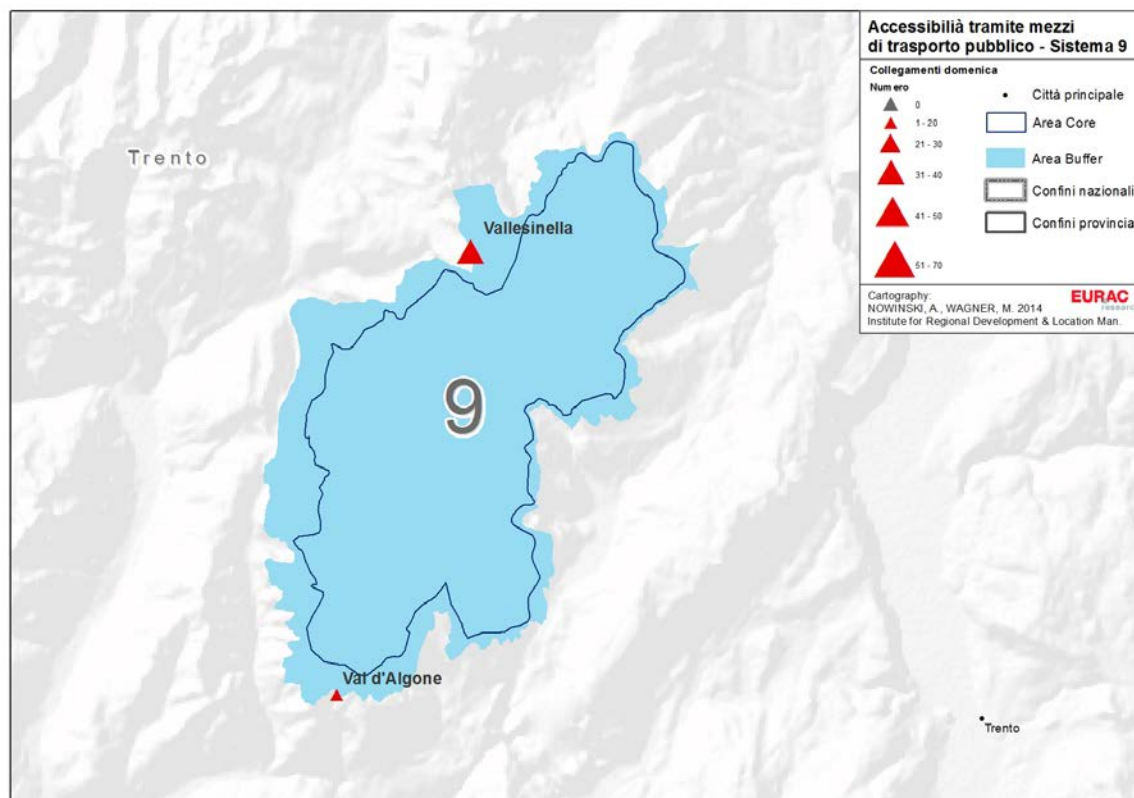 Accessibilià tramite mezzi
di trasporto pubblico - Sistema 9
Collegamenti domenica
Numero
0
1 - 20
21 - 30
31 - 40
41 - 50
51 - 70
Città principale
Area Core
Area Buffer
Confini nazionali
Confini provincia
Cartography:
NOWINSKI, A., WAGNER, M. 2014
Institute for Regional Development & Location Man.
EURAC
research
Trento
Vallesinella
9
Val d'Algone
Trento